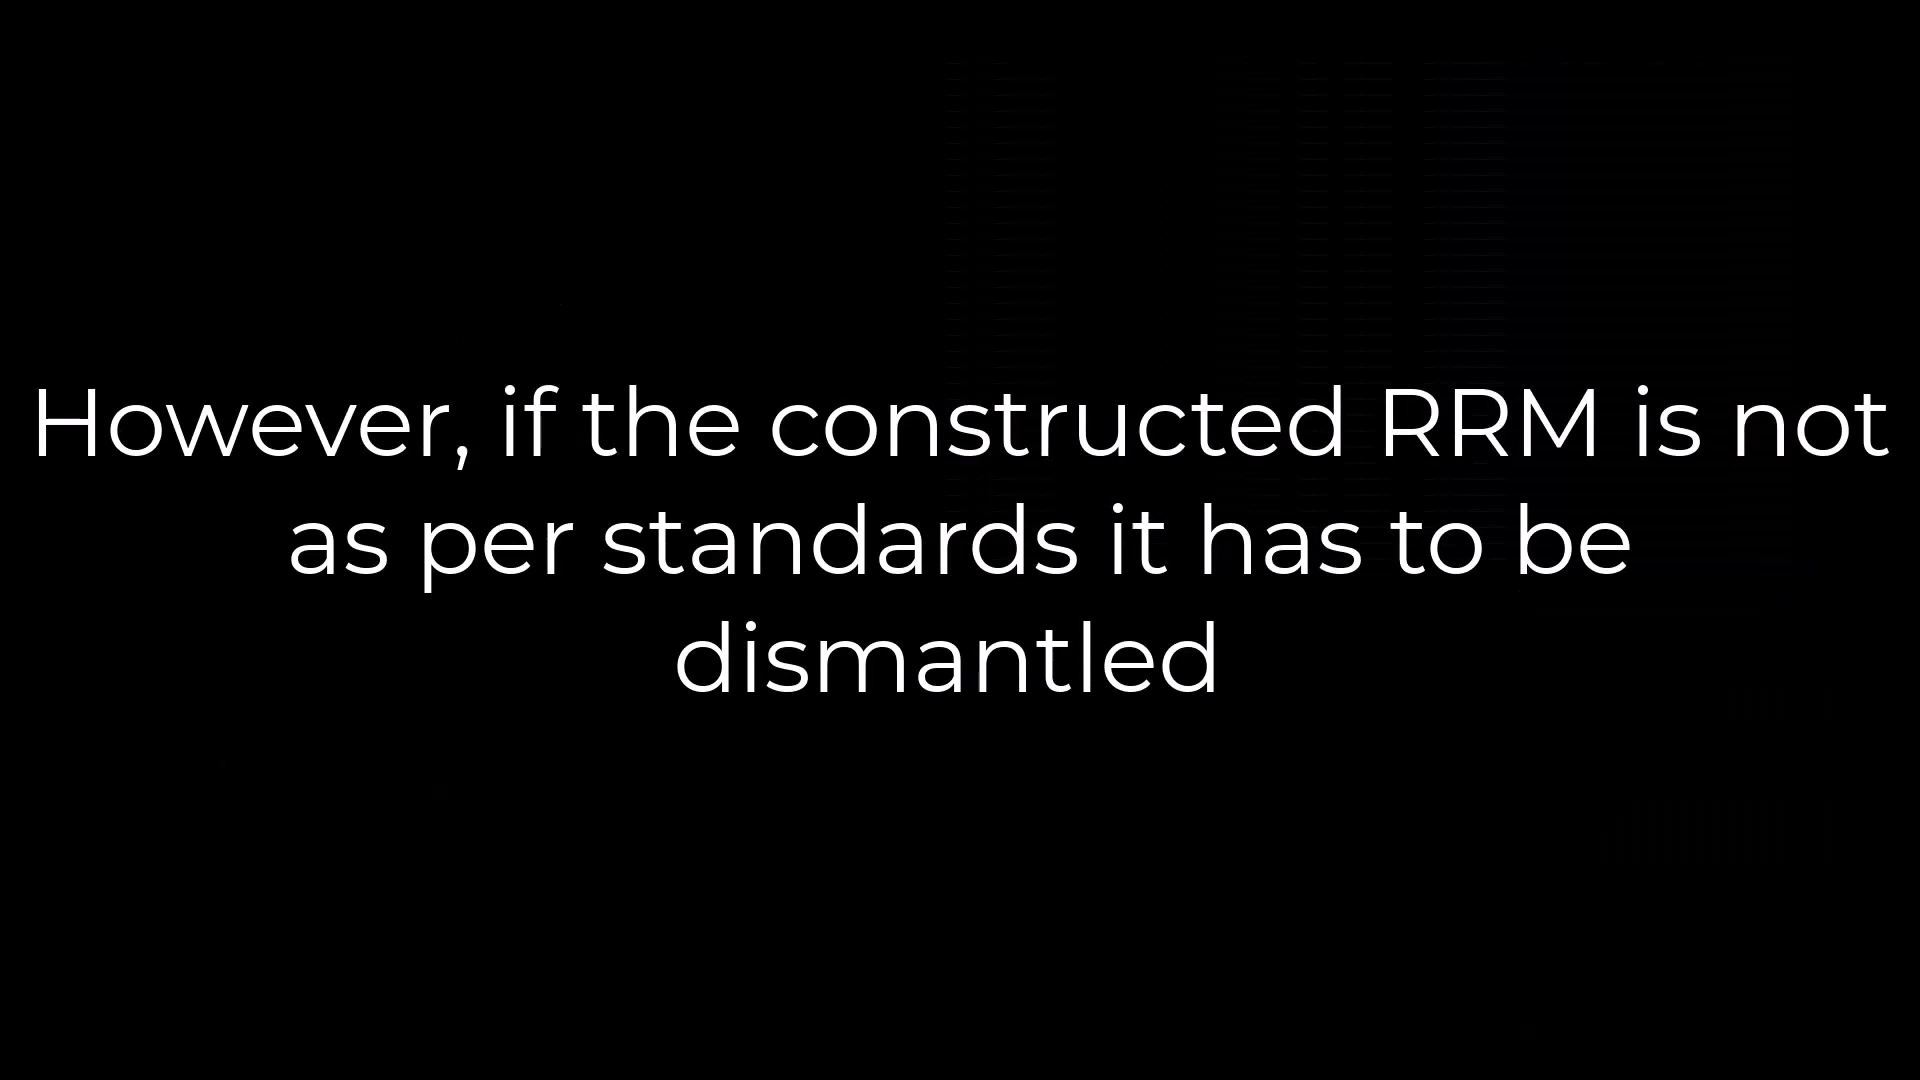 However, if the constructed RRM is not
as per standards it has to be
dismantled